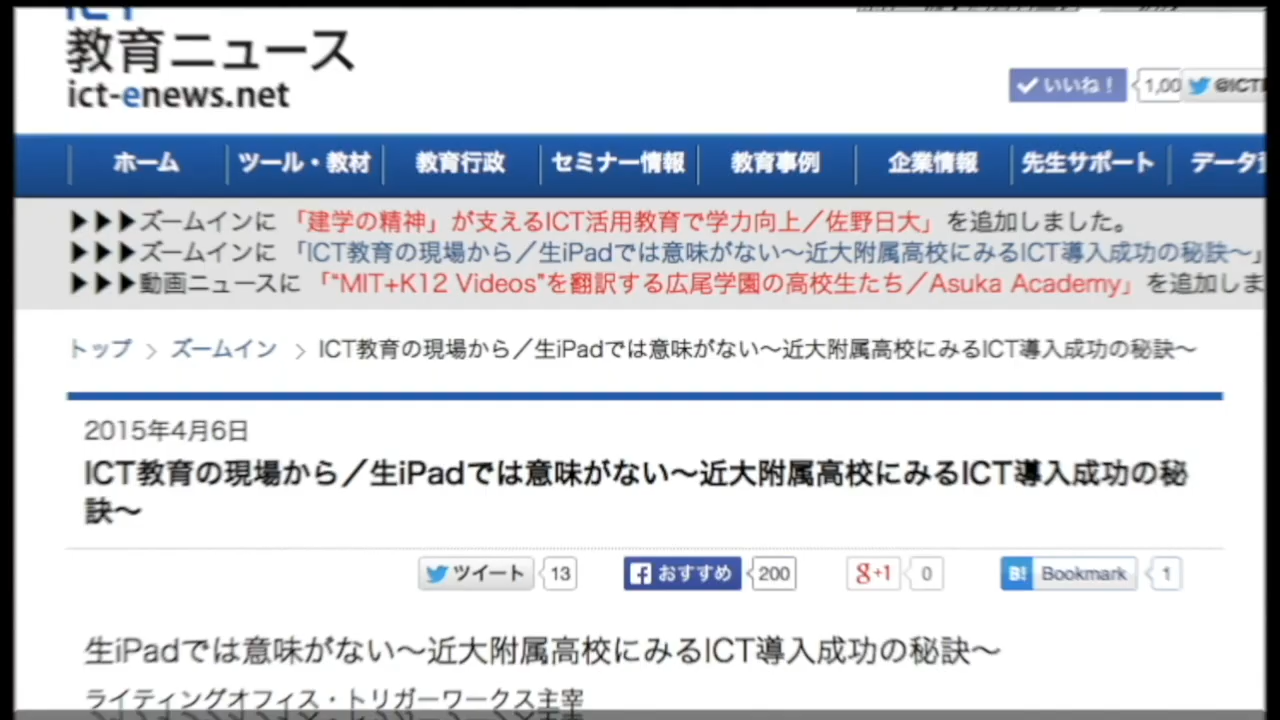 ICT
教育ニュース
ict-enews.net
いいね！ 1,00
ホーム ツール・教材 教育行政 セミナー情報 教育事例 企業情報 先生サポート データ
▶▶▶ズームインに 「建学の精神」が支えるICT活用教育で学力向上／佐野日大」 を追加しました。
▶▶▶ズームインに 「ICT教育の現場から／生iPadでは意味がない～近大附属高校にみるICT導入成功の秘訣～」
▶▶▶動画ニュースに 「“MIT+K12 Videos”を翻訳する広尾学園の高校生たち／Asuka Academy」 を追加しま
トップ > ズームイン > ICT教育の現場から／生iPadでは意味がない～近大附属高校にみるICT導入成功の秘訣～
2015年4月6日
ICT教育の現場から／生iPadでは意味がない～近大附属高校にみるICT導入成功の秘
訣～
ツイート 13 おすすめ 200 g+1 0 B! Bookmark 1
生iPadでは意味がない～近大附属高校にみるICT導入成功の秘訣～
ライティングオフィス・トリガーワークス主宰